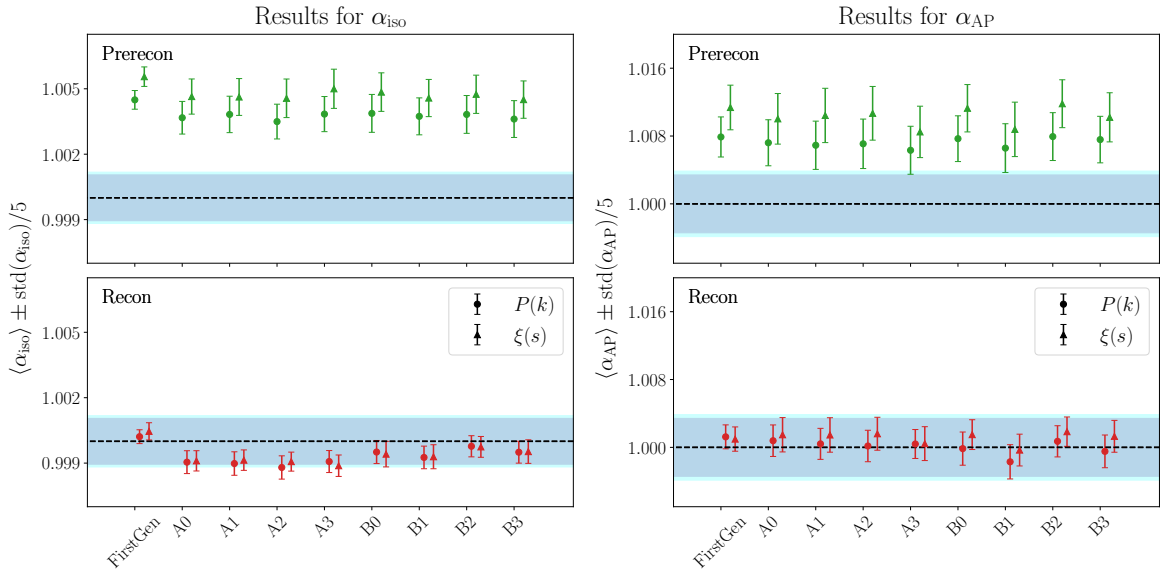 Results for α_iso
Prerecon
1.005
1.002
0.999
Recon
P(k)
ξ(s)
1.005
1.002
0.999
⟨α_iso⟩ ± std(α_iso)/5
FirstGen
A0
A1
A2
A3
B0
B1
B2
B3
Results for α_AP
Prerecon
1.016
1.008
1.000
Recon
P(k)
ξ(s)
1.016
1.008
1.000
⟨α_AP⟩ ± std(α_AP)/5
FirstGen
A0
A1
A2
A3
B0
B1
B2
B3